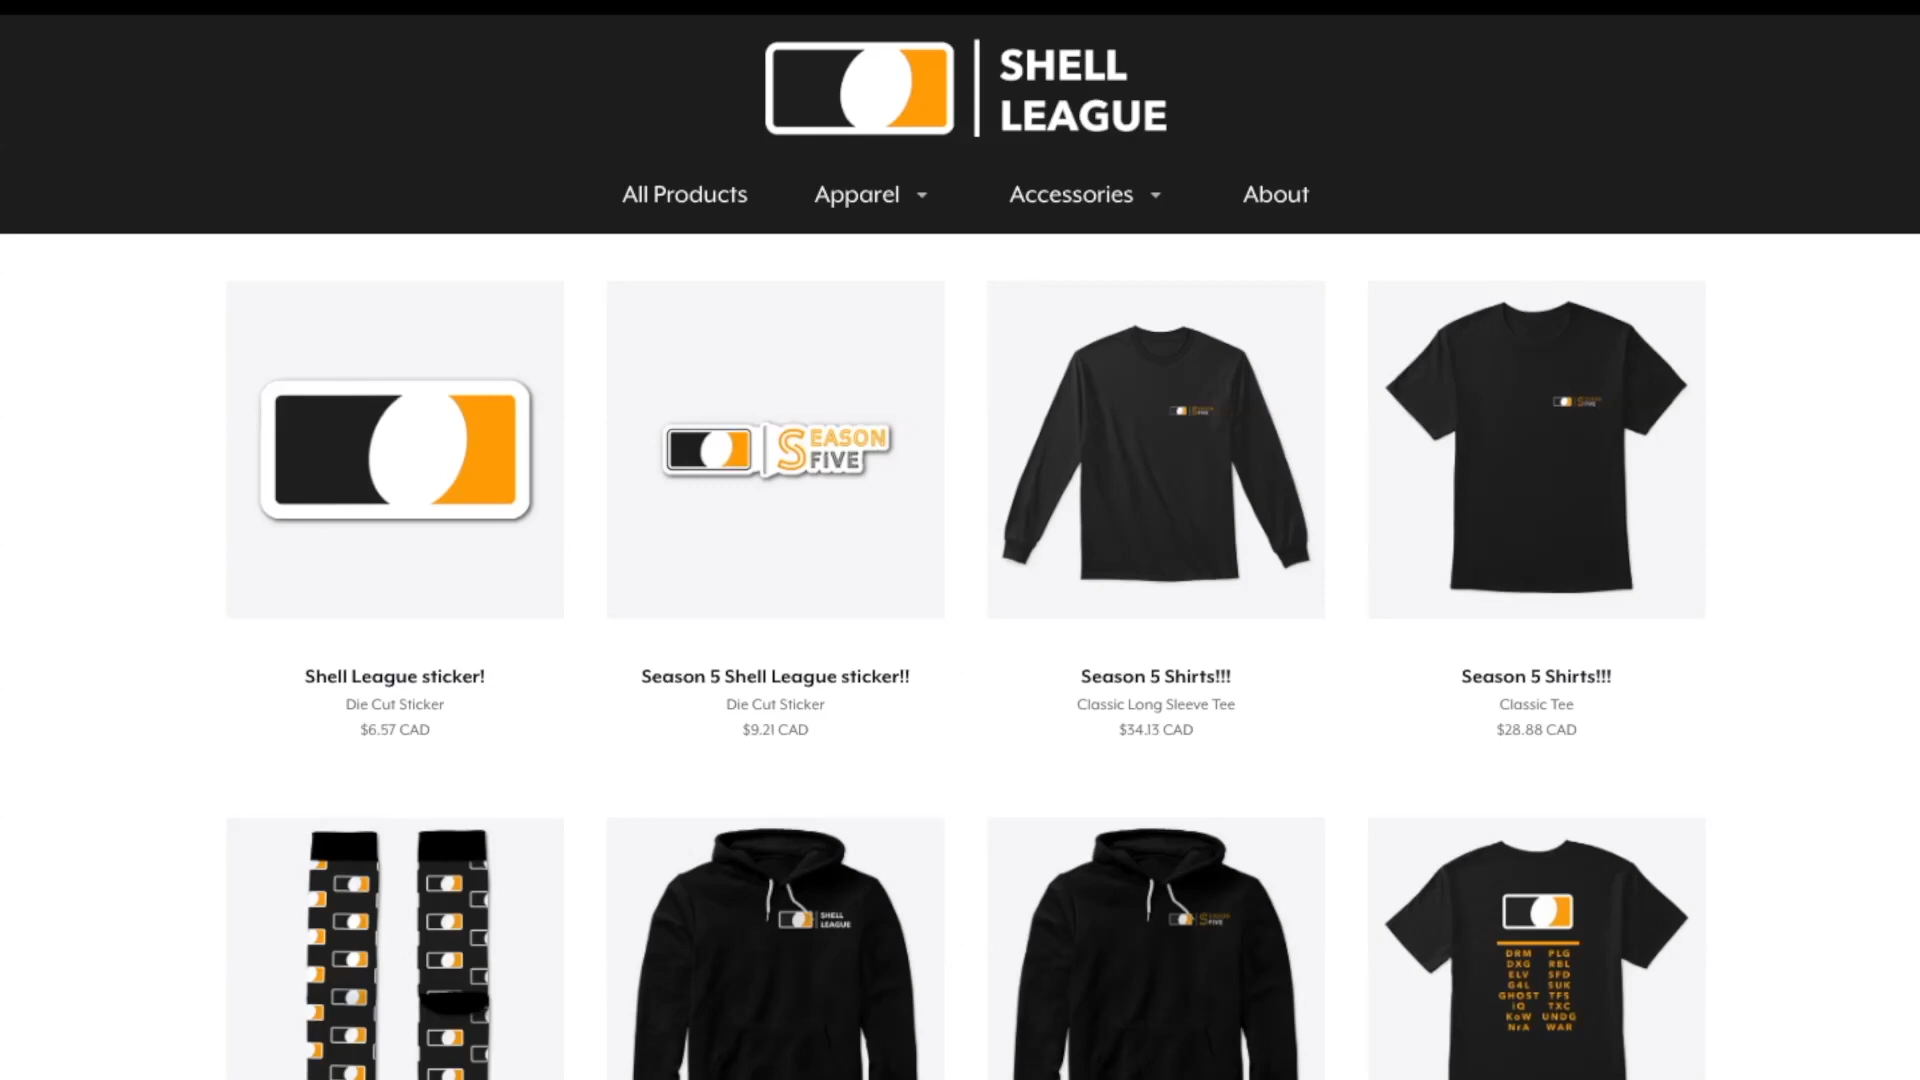 SHELL
LEAGUE
All Products
Apparel
Accessories
About
SEASON
FIVE
Shell League sticker!
Die Cut Sticker
$6.57 CAD
Season 5 Shell League sticker!!
Die Cut Sticker
$9.21 CAD
Season 5 Shirts!!!
Classic Long Sleeve Tee
$34.13 CAD
Season 5 Shirts!!!
Classic Tee
$28.88 CAD
SHELL
LEAGUE
SEASON
FIVE
DRM PLG
DXG RBL
ELV SFD
G4L SUK
GHOST TFS
iQ TXC
KoW UNDG
NrA WAR